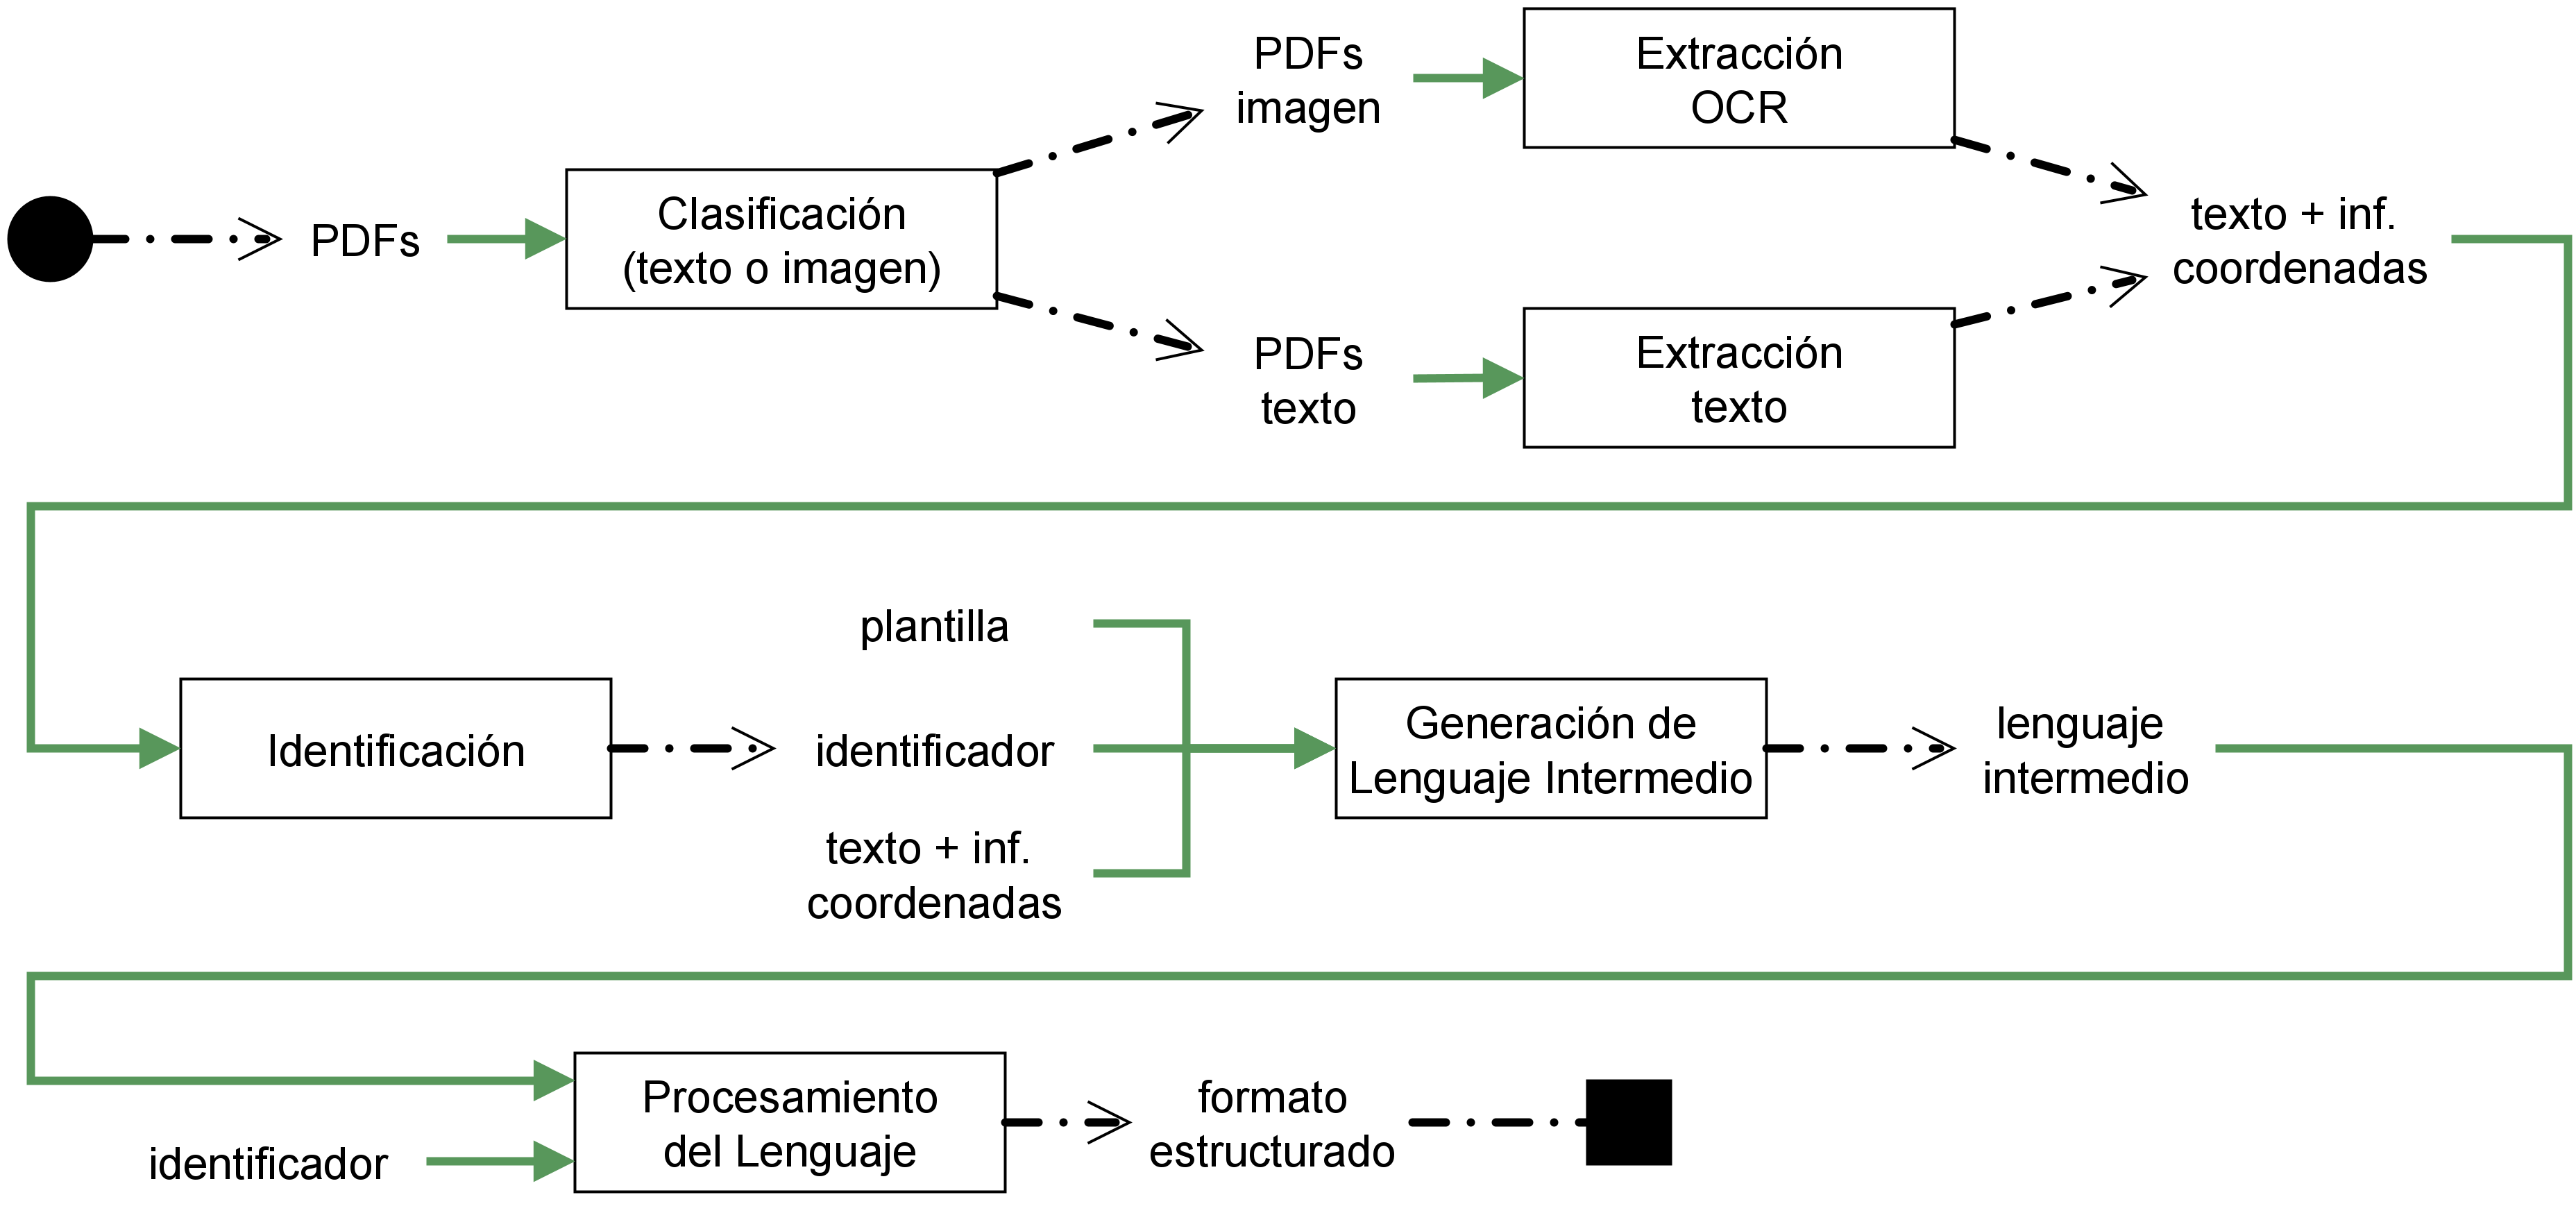 PDFs
Clasificación
(texto o imagen)
PDFs
imagen
Extracción
OCR
PDFs
texto
Extracción
texto
texto + inf.
coordenadas
Identificación
plantilla
identificador
texto + inf.
coordenadas
Generación de
Lenguaje Intermedio
lenguaje
intermedio
identificador
Procesamiento
del Lenguaje
formato
estructurado